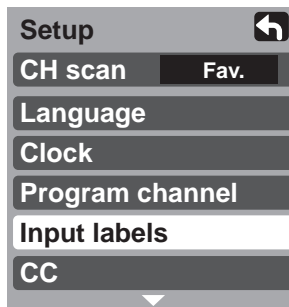 Setup
CH scan Fav.
Language
Clock
Program channel
Input labels
CC